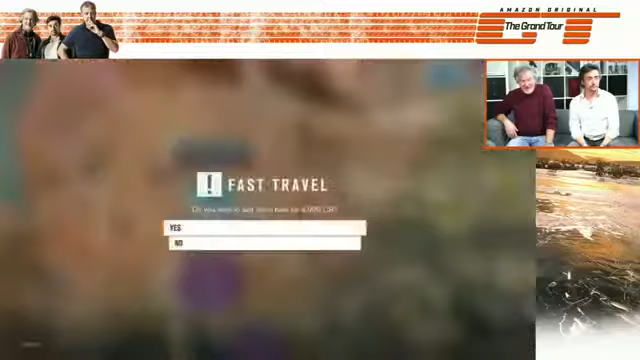 AMAZON ORIGINAL
The Grand Tour
GT
! FAST TRAVEL
YES
NO